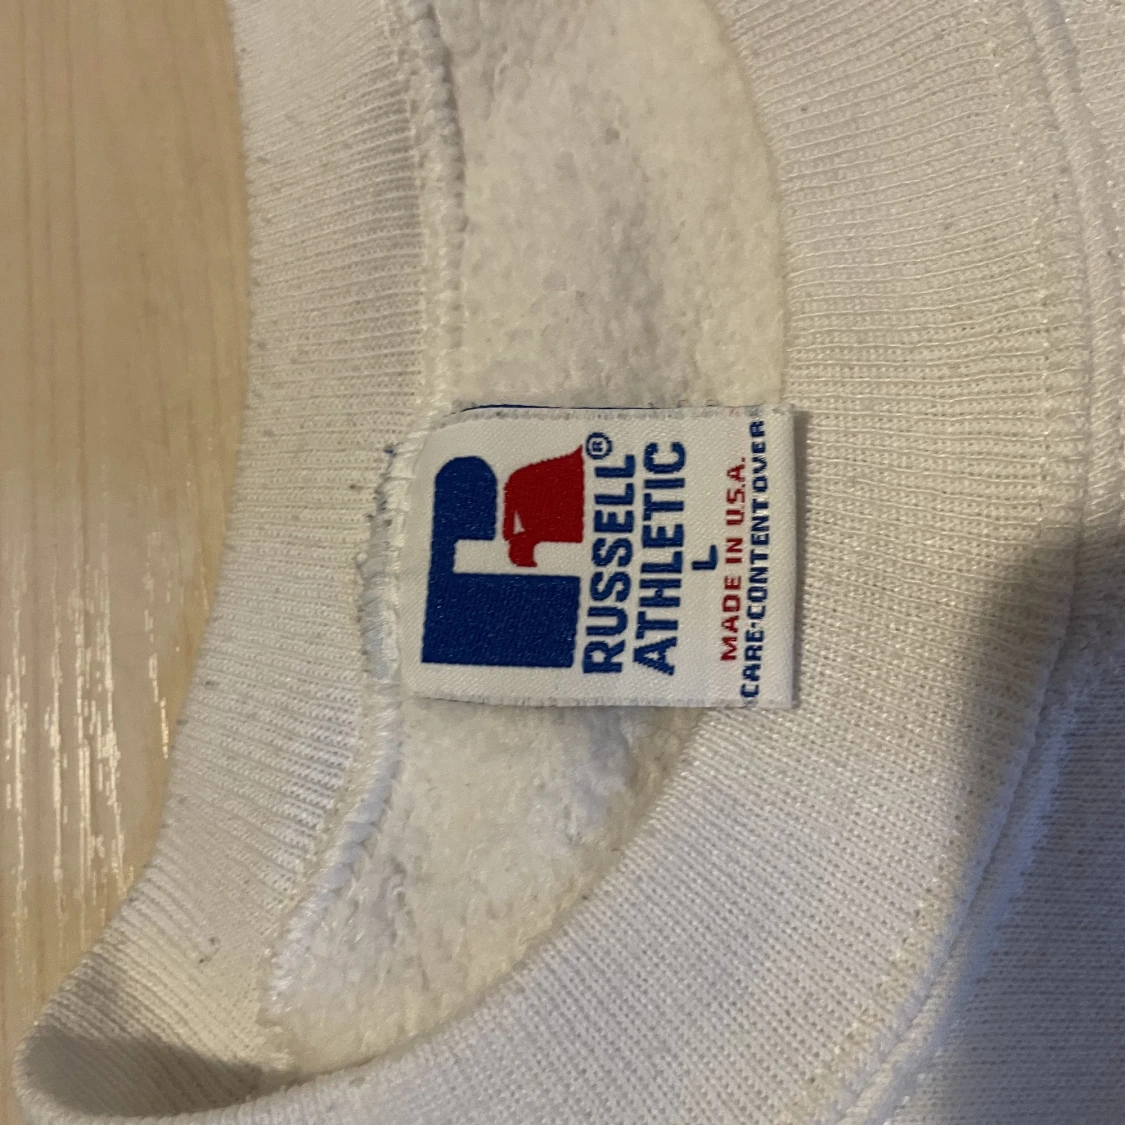 RUSSELL®
ATHLETIC
L
MADE IN U.S.A.
CARE·CONTENT OVER